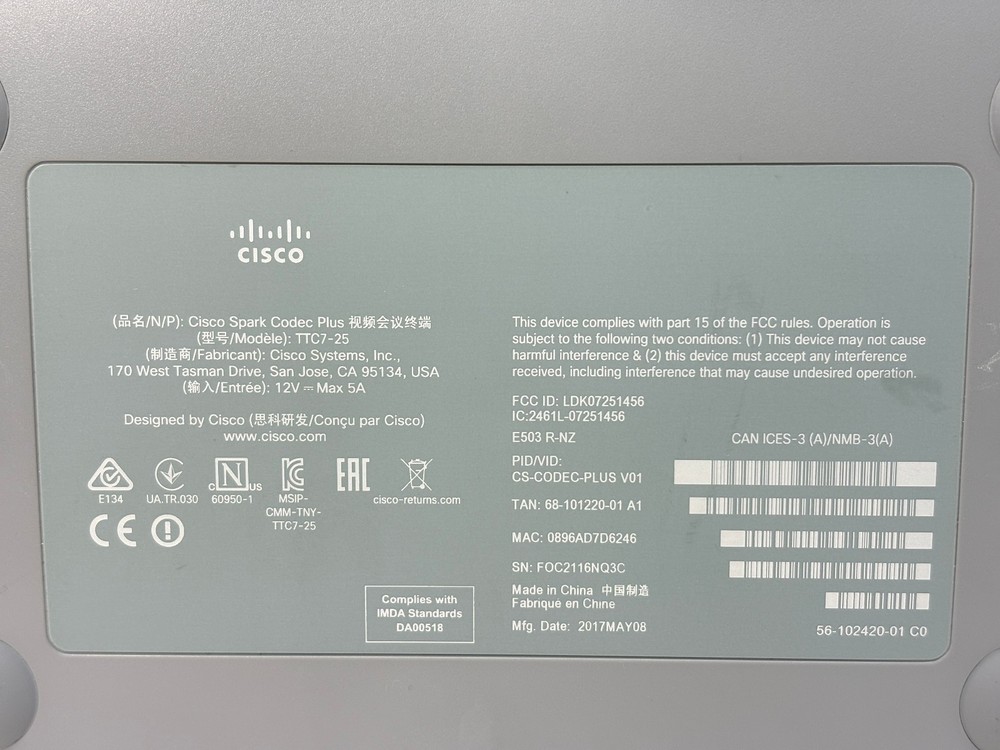 CISCO
(品名/N/P): Cisco Spark Codec Plus 视频会议终端
(型号/Modèle): TTC7-25
(制造商/Fabricant): Cisco Systems, Inc.,
170 West Tasman Drive, San Jose, CA 95134, USA
(输入/Entrée): 12V ⎓ Max 5A
Designed by Cisco (思科研发/Conçu par Cisco)
www.cisco.com
E134
UA.TR.030
c N us
60950-1
MSIP-
CMM-TNY-
TTC7-25
EAC
cisco-returns.com
CE
Complies with
IMDA Standards
DA00518
This device complies with part 15 of the FCC rules. Operation is
subject to the following two conditions: (1) This device may not cause
harmful interference & (2) this device must accept any interference
received, including interference that may cause undesired operation.
FCC ID: LDK07251456
IC:2461L-07251456
E503 R-NZ
CAN ICES-3 (A)/NMB-3(A)
PID/VID:
CS-CODEC-PLUS V01
TAN: 68-101220-01 A1
MAC: 0896AD7D6246
SN: FOC2116NQ3C
Made in China 中国制造
Fabriqué en Chine
Mfg. Date: 2017MAY08
56-102420-01 C0